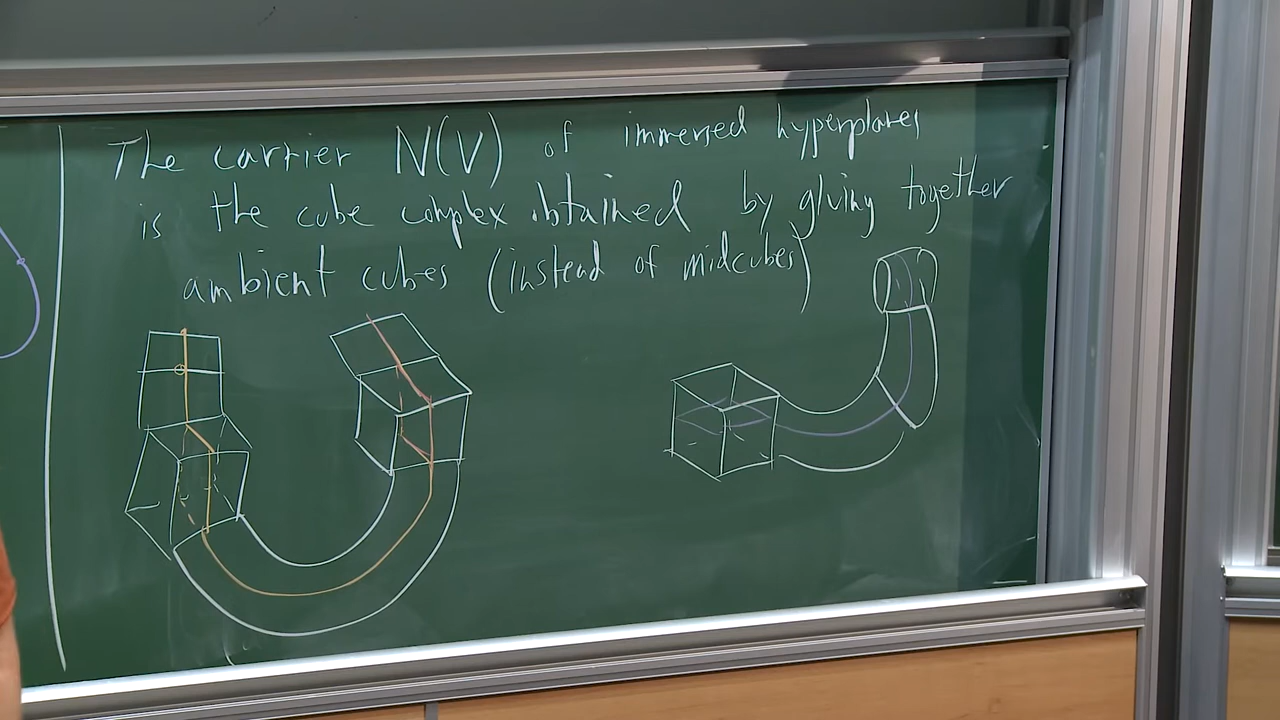 The carrier N(V) of immersed hyperplanes
is the cube complex obtained by gluing together
ambient cubes (instead of midcubes)